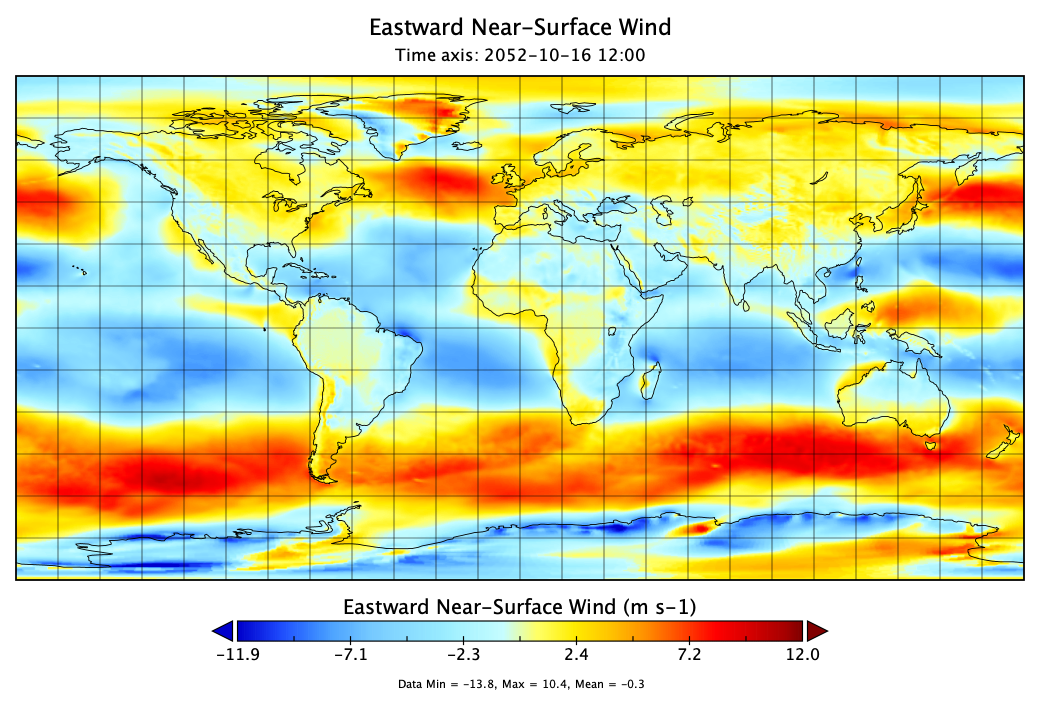 Eastward Near-Surface Wind
Time axis: 2052-10-16 12:00
Eastward Near-Surface Wind (m s-1)
-11.9 -7.1 -2.3 2.4 7.2 12.0
Data Min = -13.8, Max = 10.4, Mean = -0.3